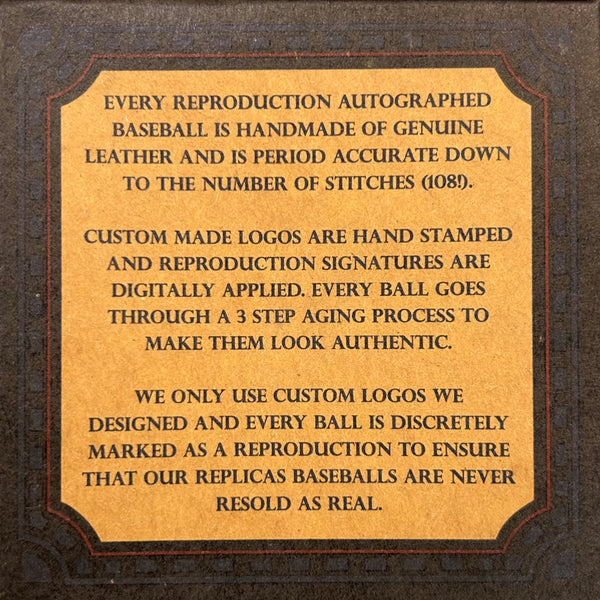 EVERY REPRODUCTION AUTOGRAPHED
BASEBALL IS HANDMADE OF GENUINE
LEATHER AND IS PERIOD ACCURATE DOWN
TO THE NUMBER OF STITCHES (108!).
CUSTOM MADE LOGOS ARE HAND STAMPED
AND REPRODUCTION SIGNATURES ARE
DIGITALLY APPLIED. EVERY BALL GOES
THROUGH A 3 STEP AGING PROCESS TO
MAKE THEM LOOK AUTHENTIC.
WE ONLY USE CUSTOM LOGOS WE
DESIGNED AND EVERY BALL IS DISCRETELY
MARKED AS A REPRODUCTION TO ENSURE
THAT OUR REPLICAS BASEBALLS ARE NEVER
RESOLD AS REAL.